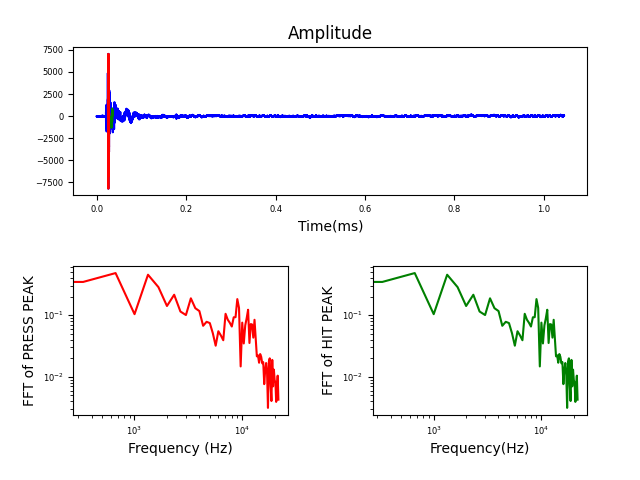 Amplitude
7500
5000
2500
0
−2500
−5000
−7500
0.0 0.2 0.4 0.6 0.8 1.0
Time(ms)
FFT of PRESS PEAK
10⁻¹
10⁻²
10³ 10⁴
Frequency (Hz)
FFT of HIT PEAK
10⁻¹
10⁻²
10³ 10⁴
Frequency(Hz)